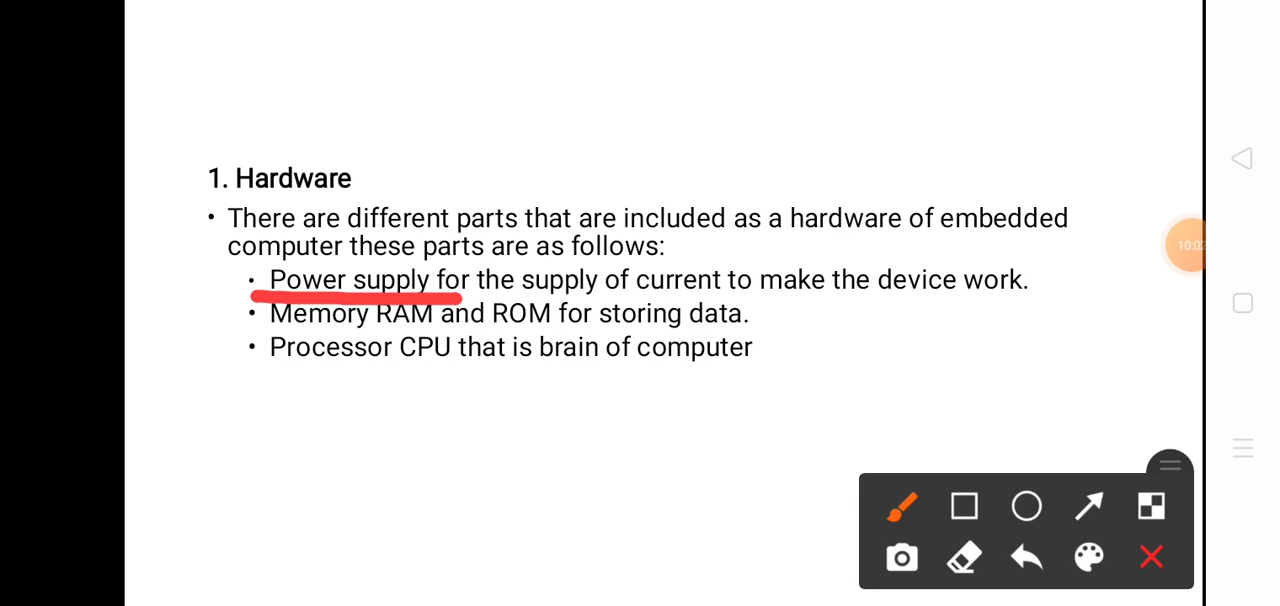 1. Hardware
• There are different parts that are included as a hardware of embedded
computer these parts are as follows:
• Power supply for the supply of current to make the device work.
• Memory RAM and ROM for storing data.
• Processor CPU that is brain of computer